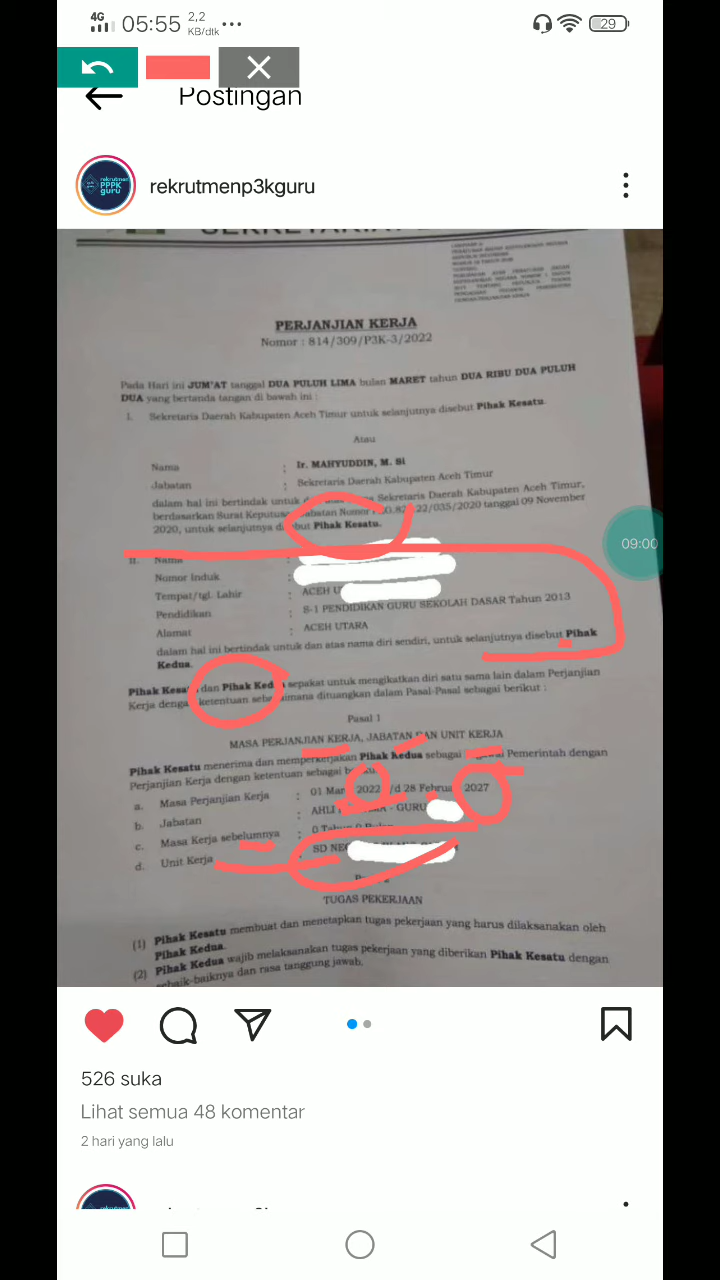 4G 05:55 2,2 KB/dtk ... 29
Postingan
rekrutmenp3kguru
PERJANJIAN KERJA
Nomor : 814/309/P3K-3/2022
Pada Hari ini JUM'AT tanggal DUA PULUH LIMA bulan MARET tahun DUA RIBU DUA PULUH
DUA yang bertanda tangan di bawah ini :
I. Sekretaris Daerah Kabupaten Aceh Timur untuk selanjutnya disebut Pihak Kesatu.
Atau
Nama : Ir. MAHYUDDIN, M. Si
Jabatan : Sekretaris Daerah Kabupaten Aceh Timur
dalam hal ini bertindak untuk Sekretaris Daerah Kabupaten Aceh Timur,
berdasarkan Surat Nomor 22/035/2020 tanggal 09 November
2020, untuk selanjutnya Pihak Kesatu.
09:00
II. Nama :
Nomor Induk :
Tempat/tgl. Lahir : ACEH
Pendidikan : S-1 PENDIDIKAN GURU SEKOLAH DASAR Tahun 2013
Alamat : ACEH UTARA
dalam hal ini bertindak untuk dan atas nama diri sendiri, untuk selanjutnya disebut Pihak
Kedua.
Pihak dan Pihak sepakat untuk mengikatkan diri satu sama lain dalam Perjanjian
Kerja ketentuan dituangkan dalam Pasal-Pasal sebagai berikut :
Pasal 1
MASA PERJANJIAN KERJA, JABATAN DAN UNIT KERJA
Pihak Kesatu menerima dan memperkerjakan Pihak Kedua sebagai Pemerintah dengan
Perjanjian Kerja dengan ketentuan sebagai
a. Masa Perjanjian Kerja : 01 2022 28 2027
b. Jabatan : AHLI - GURU
c. Masa Kerja sebelumnya : 0
d. Unit Kerja : SD
TUGAS PEKERJAAN
(1) Pihak Kesatu membuat dan menetapkan tugas pekerjaan yang harus dilaksanakan oleh
Pihak Kedua.
(2) Pihak Kedua wajib melaksanakan tugas pekerjaan yang diberikan Pihak Kesatu dengan
sebaik-baiknya dan rasa tanggung jawab.
526 suka
Lihat semua 48 komentar
2 hari yang lalu